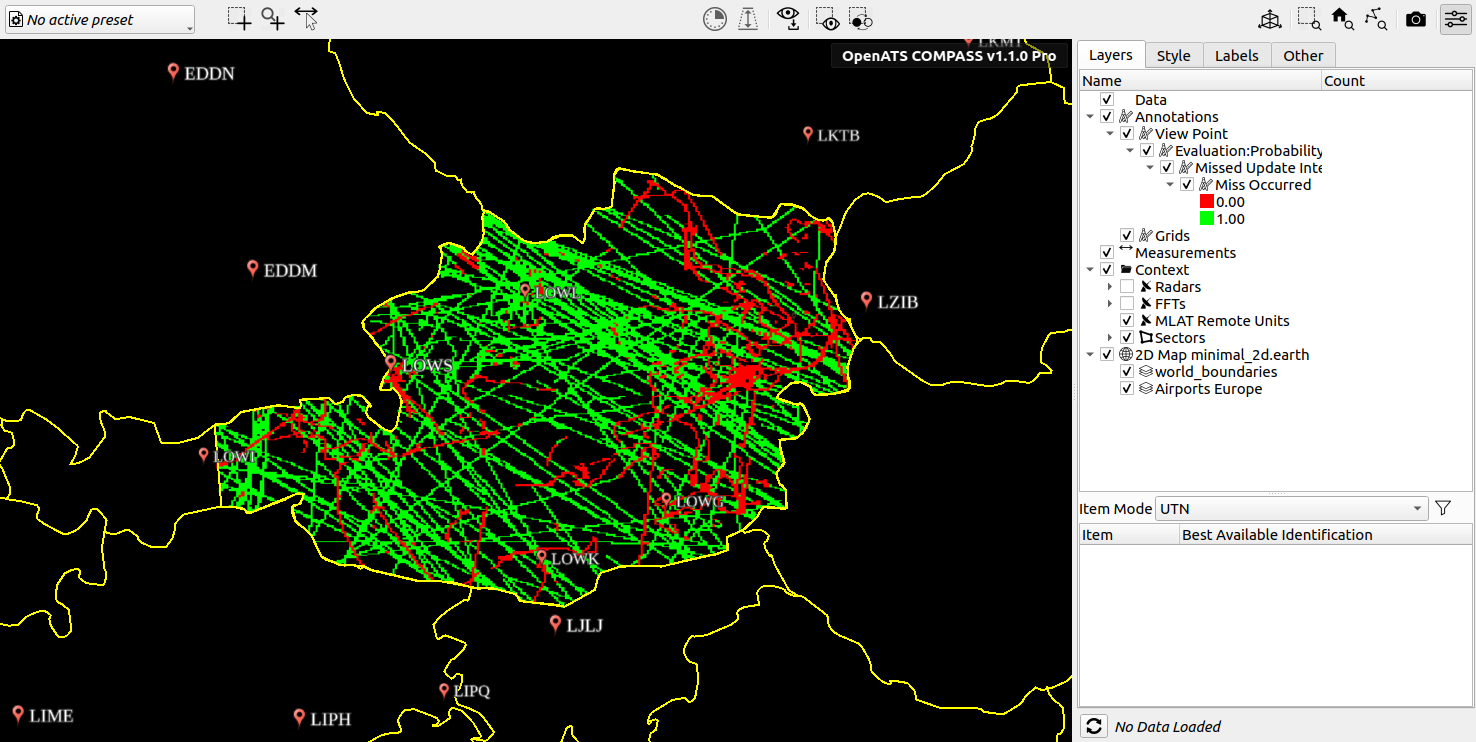 No active preset
OpenATS COMPASS v1.1.0 Pro
EDDN
LKTB
EDDM
LZIB
LOWS
LOWG
LOWK
LJLJ
LIPQ
LIME
LIPH
Layers
Style
Labels
Other
Name
Count
Data
Annotations
View Point
Evaluation:Probability
Missed Update Inte
Miss Occurred
0.00
1.00
Grids
Measurements
Context
Radars
FFTs
MLAT Remote Units
Sectors
2D Map minimal_2d.earth
world_boundaries
Airports Europe
Item Mode
UTN
Item
Best Available Identification
No Data Loaded